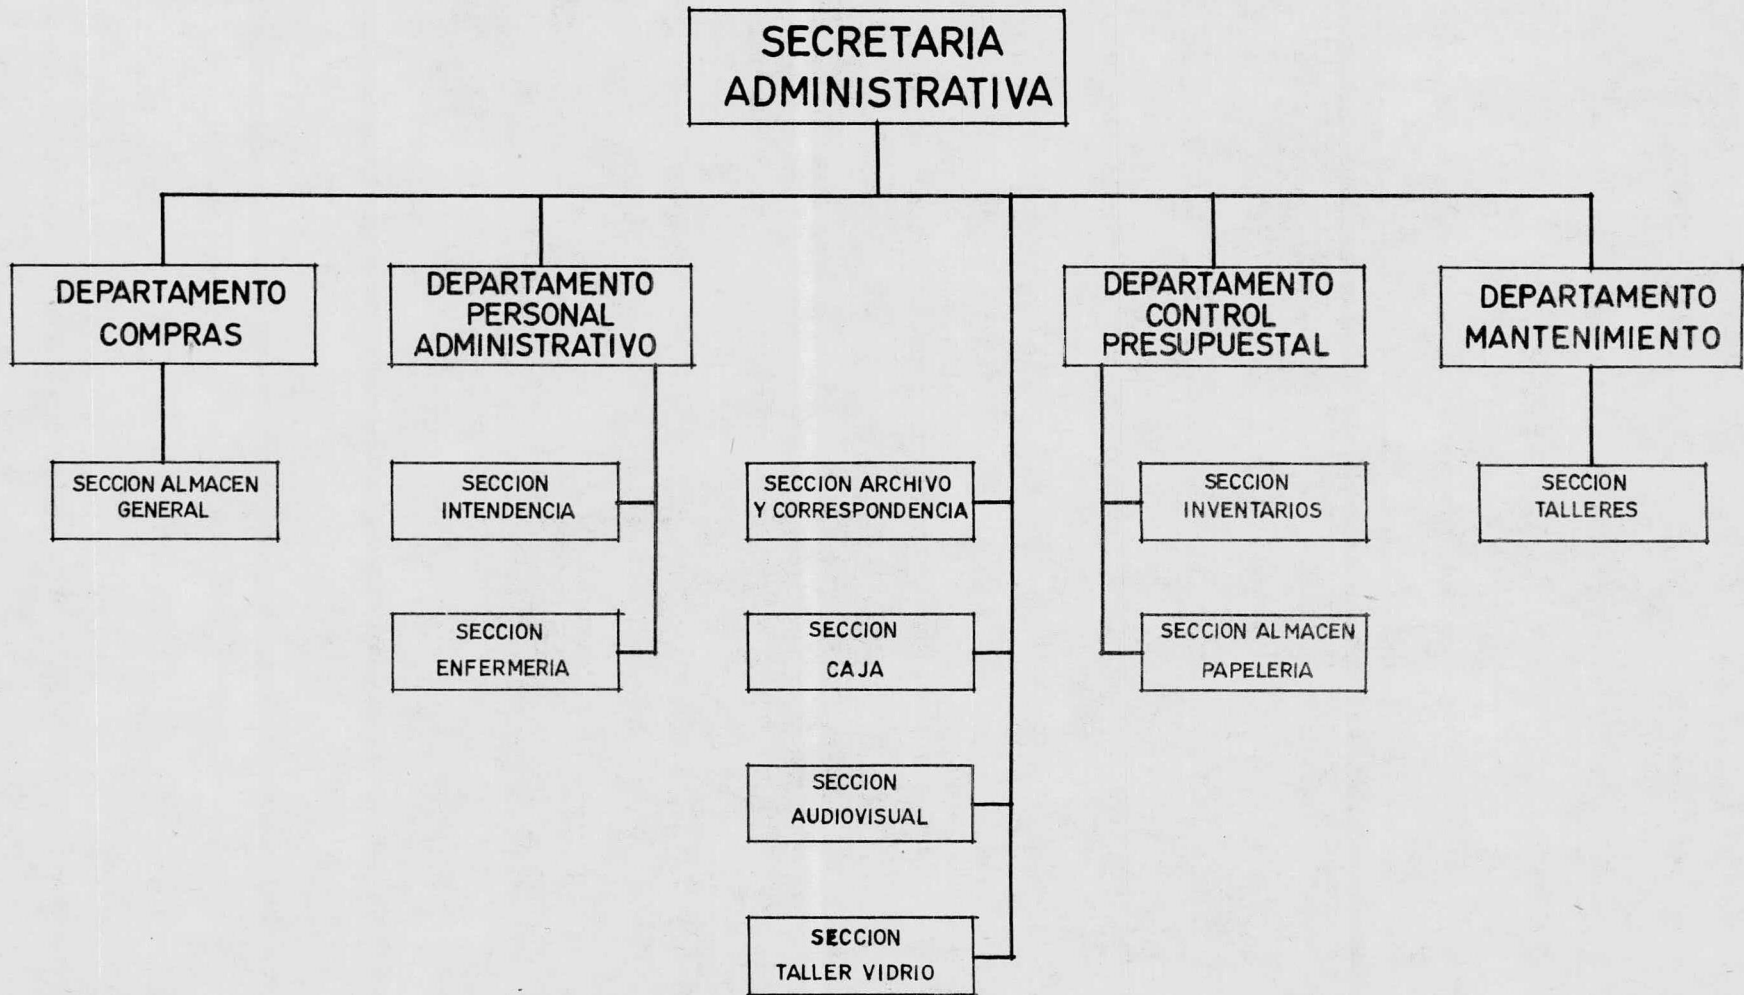 SECRETARIA
ADMINISTRATIVA
DEPARTAMENTO
COMPRAS
DEPARTAMENTO
PERSONAL
ADMINISTRATIVO
DEPARTAMENTO
CONTROL
PRESUPUESTAL
DEPARTAMENTO
MANTENIMIENTO
SECCION ALMACEN
GENERAL
SECCION
INTENDENCIA
SECCION ARCHIVO
Y CORRESPONDENCIA
SECCION
INVENTARIOS
SECCION
TALLERES
SECCION
ENFERMERIA
SECCION
CAJA
SECCION ALMACEN
PAPELERIA
SECCION
AUDIOVISUAL
SECCION
TALLER VIDRIO